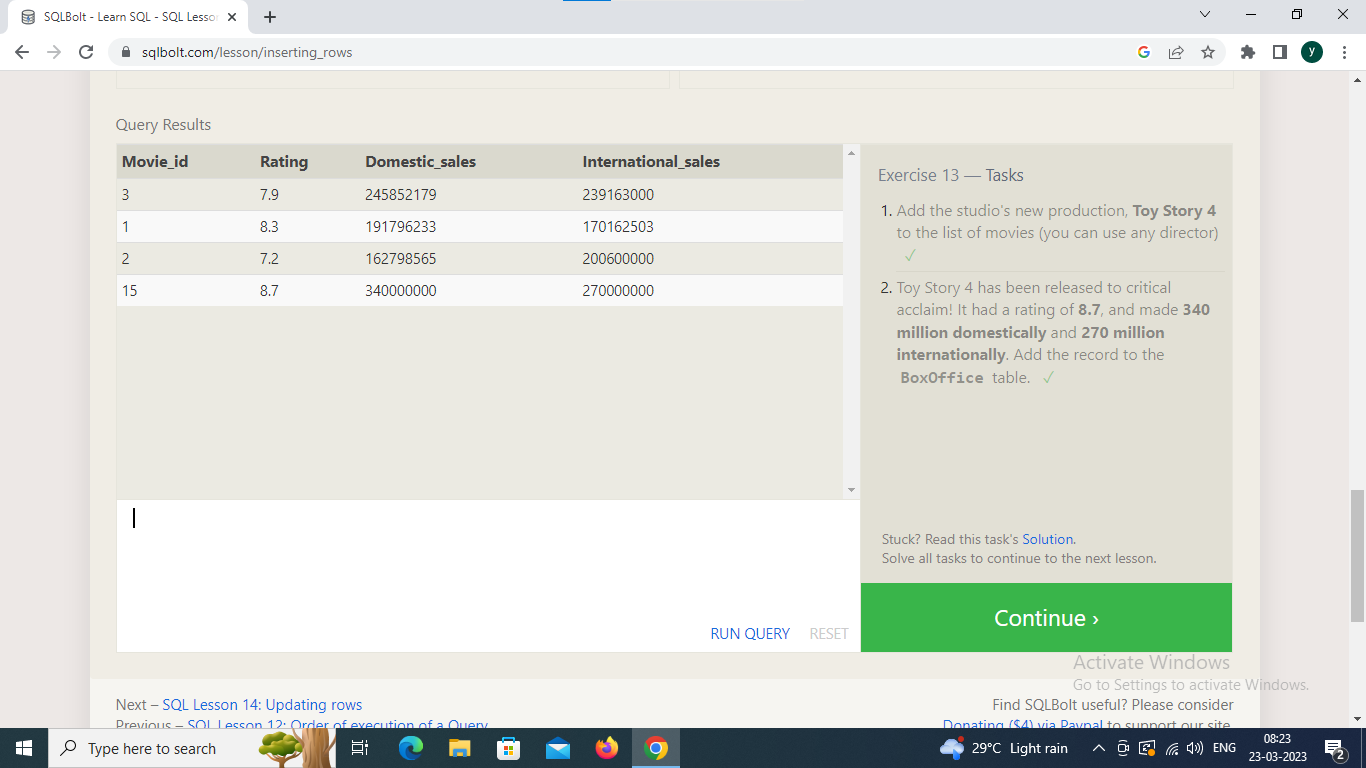 SQLBolt - Learn SQL - SQL Lesson
sqlbolt.com/lesson/inserting_rows
y
Query Results
Movie_id Rating Domestic_sales International_sales
3 7.9 245852179 239163000
1 8.3 191796233 170162503
2 7.2 162798565 200600000
15 8.7 340000000 270000000
Exercise 13 — Tasks
1. Add the studio's new production, Toy Story 4
to the list of movies (you can use any director)
✓
2. Toy Story 4 has been released to critical
acclaim! It had a rating of 8.7, and made 340
million domestically and 270 million
internationally. Add the record to the
BoxOffice table. ✓
Stuck? Read this task's Solution.
Solve all tasks to continue to the next lesson.
RUN QUERY RESET
Continue ›
Activate Windows
Go to Settings to activate Windows.
Next – SQL Lesson 14: Updating rows
Previous – SQL Lesson 12: Order of execution of a Query
Find SQLBolt useful? Please consider
Donating ($4) via Paypal to support our site.
Type here to search
29°C Light rain
ENG
08:23
23-03-2023
2